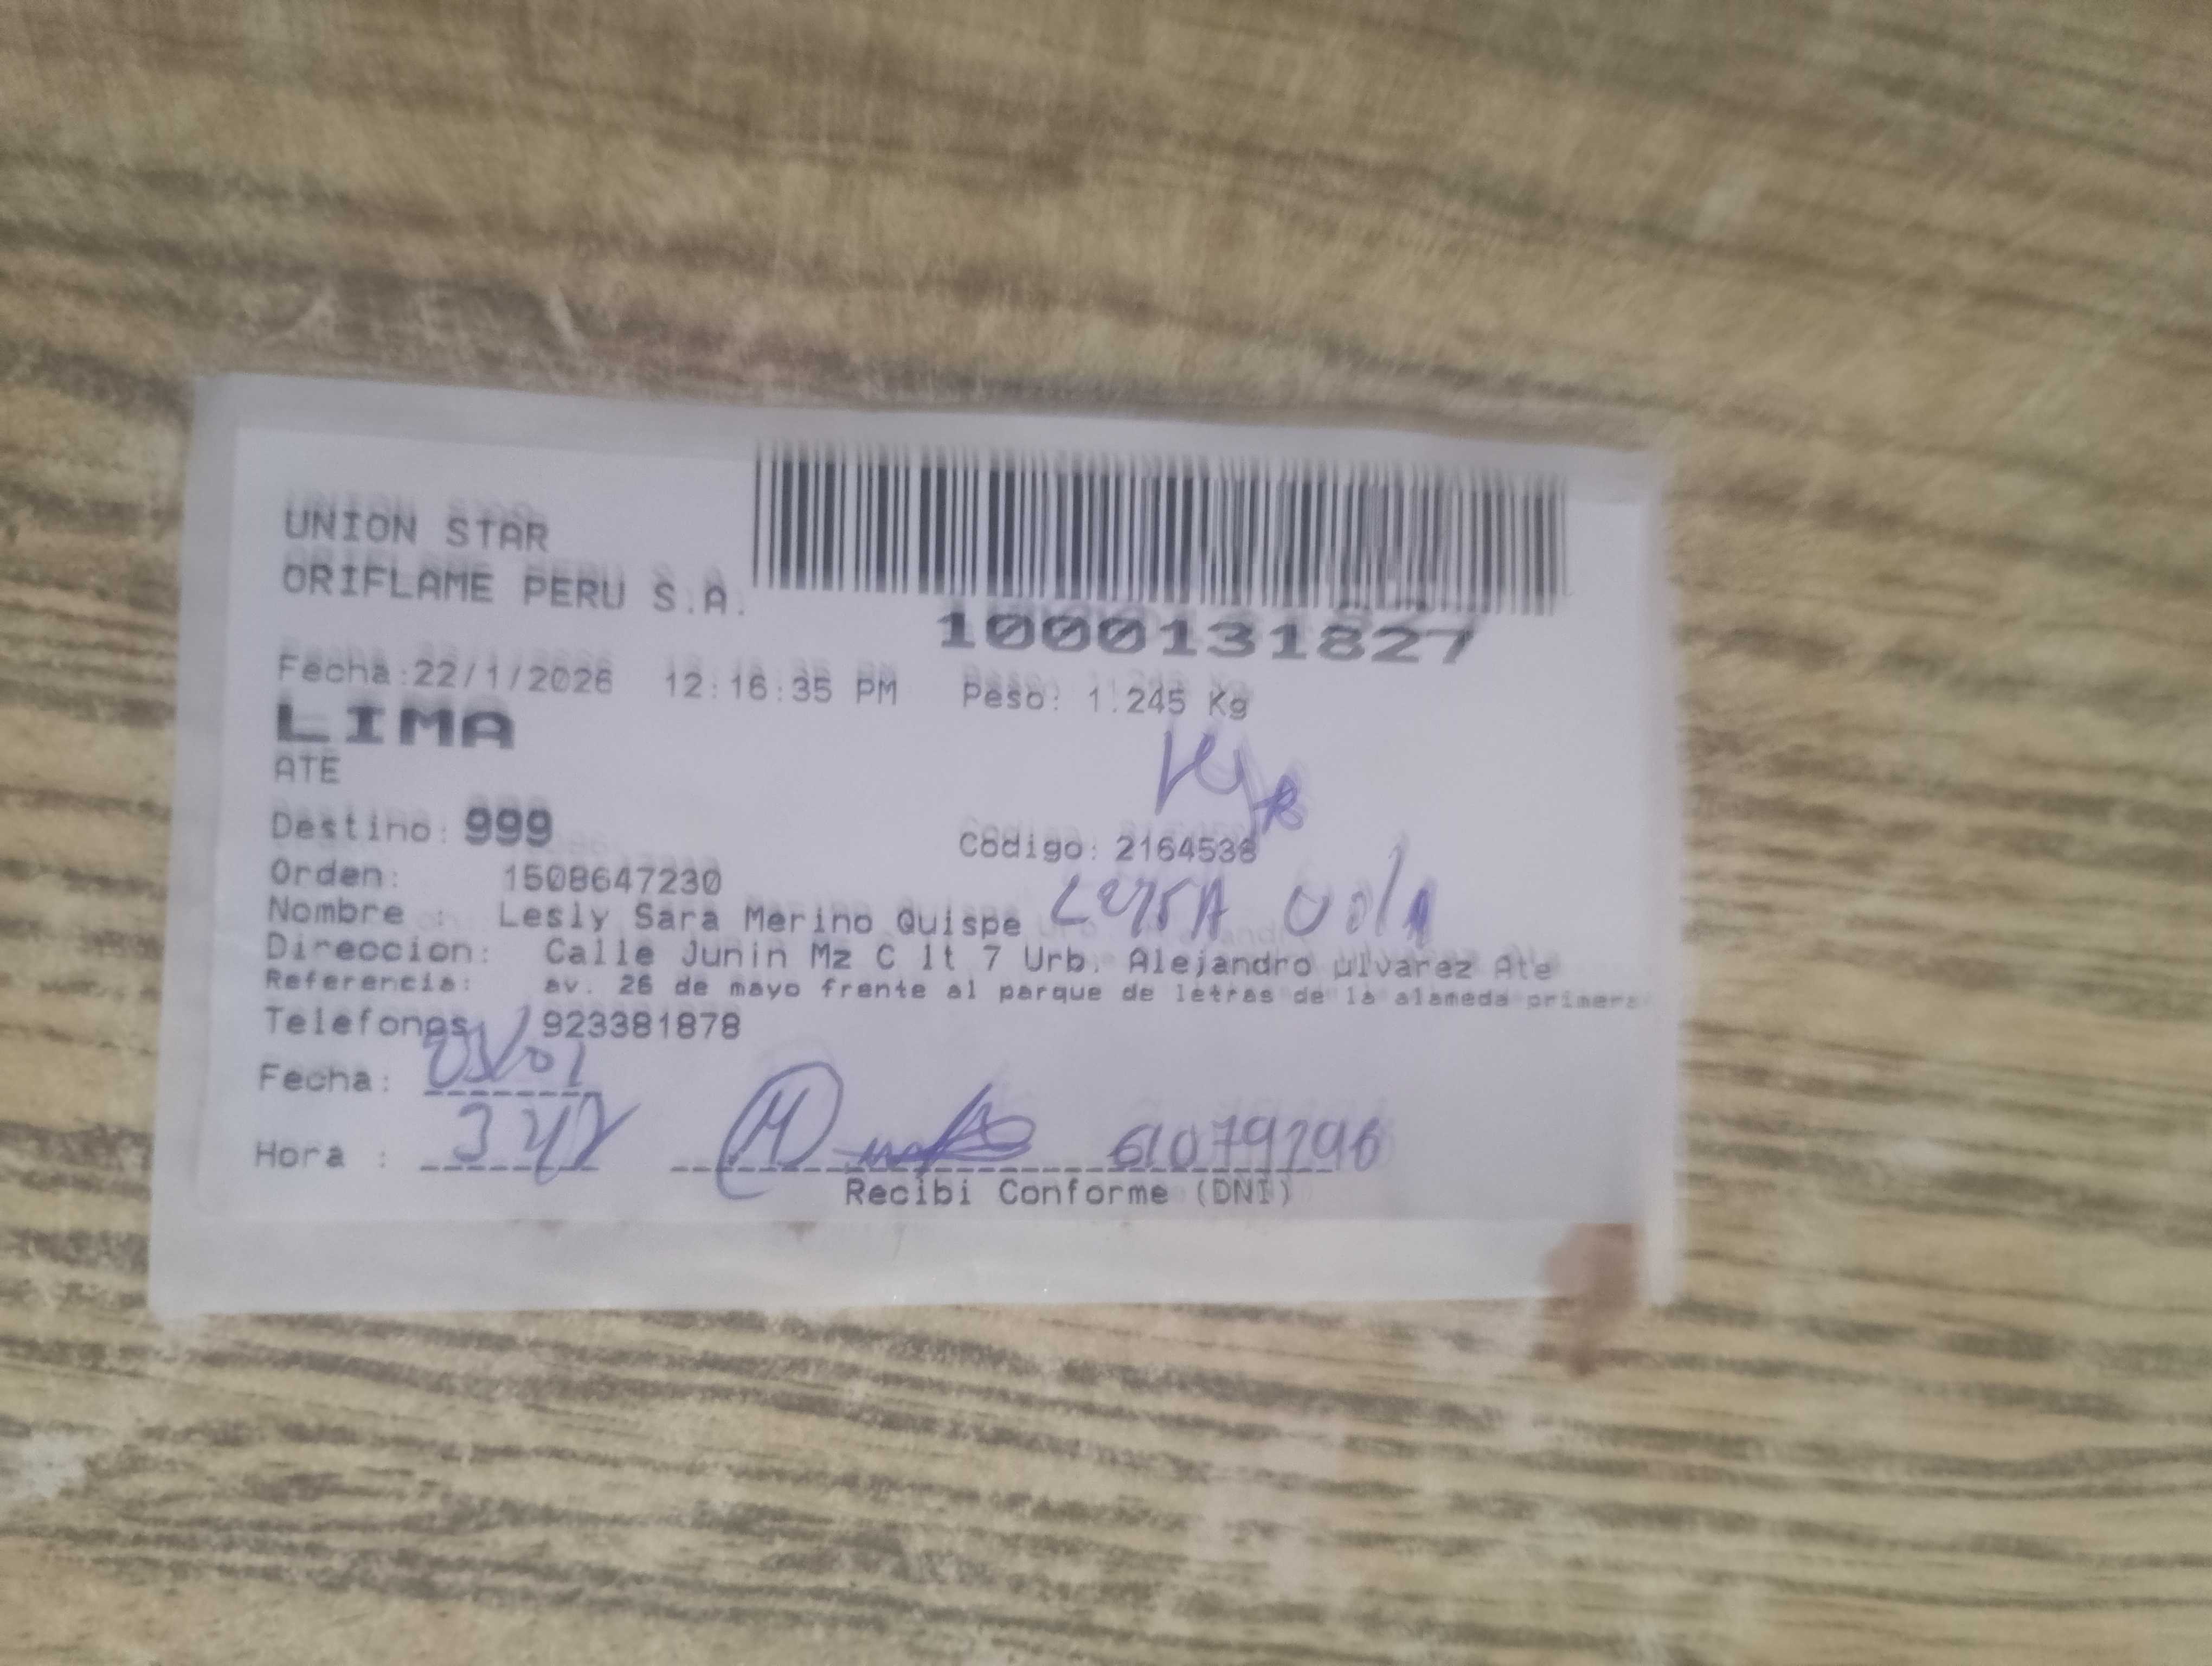 UNION STAR
ORIFLAME PERU S.A.
1000131827
Fecha:22/1/2026 12:16:35 PM Peso: 1.245 Kg
LIMA
ATE
Destino: 999
Código: 2164538
Orden: 1508647230
Nombre : Lesly Sara Merino Quispe
Direccion: Calle Junin Mz C lt 7 Urb. Alejandro ulvarez Ate
Referencia: av. 26 de mayo frente al parque de letras de la alameda primera
Telefonos 923381878
Fecha:
Hora :
Recibi Conforme (DNI)